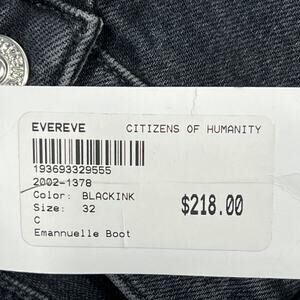 EVEREVE CITIZENS OF HUMANITY
193693329555
2002-1378
Color: BLACKINK
Size: 32 $218.00
C
Emannuelle Boot